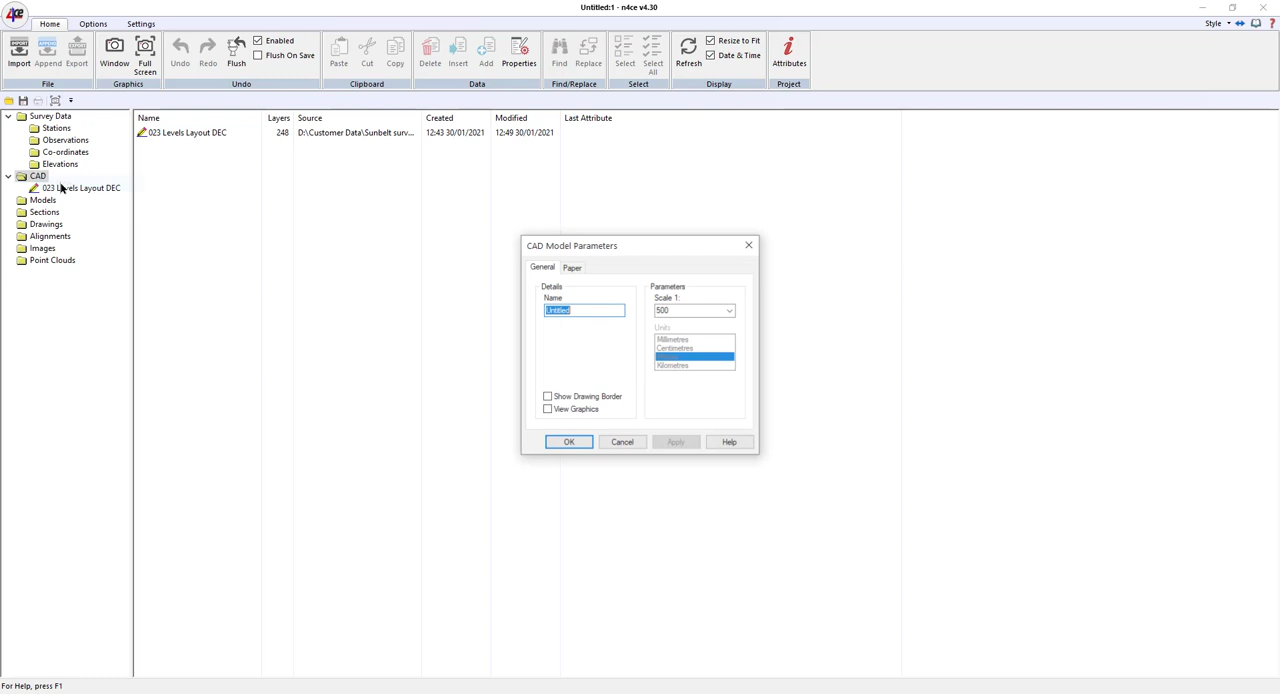 Untitled:1 - n4ce v4.30
Home Options Settings Style
Import Append Export Window Full Screen Undo Redo Flush Enabled Flush On Save Paste Cut Copy Delete Insert Add Properties Find Replace Select Select All Refresh Resize to Fit Date & Time Attributes
File Graphics Undo Clipboard Data Find/Replace Select Display Project
Survey Data
Stations
Observations
Co-ordinates
Elevations
CAD
023 Levels Layout DEC
Models
Sections
Drawings
Alignments
Images
Point Clouds
Name Layers Source Created Modified Last Attribute
023 Levels Layout DEC 248 D:\Customer Data\Sunbelt surv... 12:43 30/01/2021 12:49 30/01/2021
CAD Model Parameters
General Paper
Details Parameters
Name Scale 1:
Untitled 500
Units
Millimetres
Centimetres
Kilometres
Show Drawing Border
View Graphics
OK Cancel Apply Help
For Help, press F1